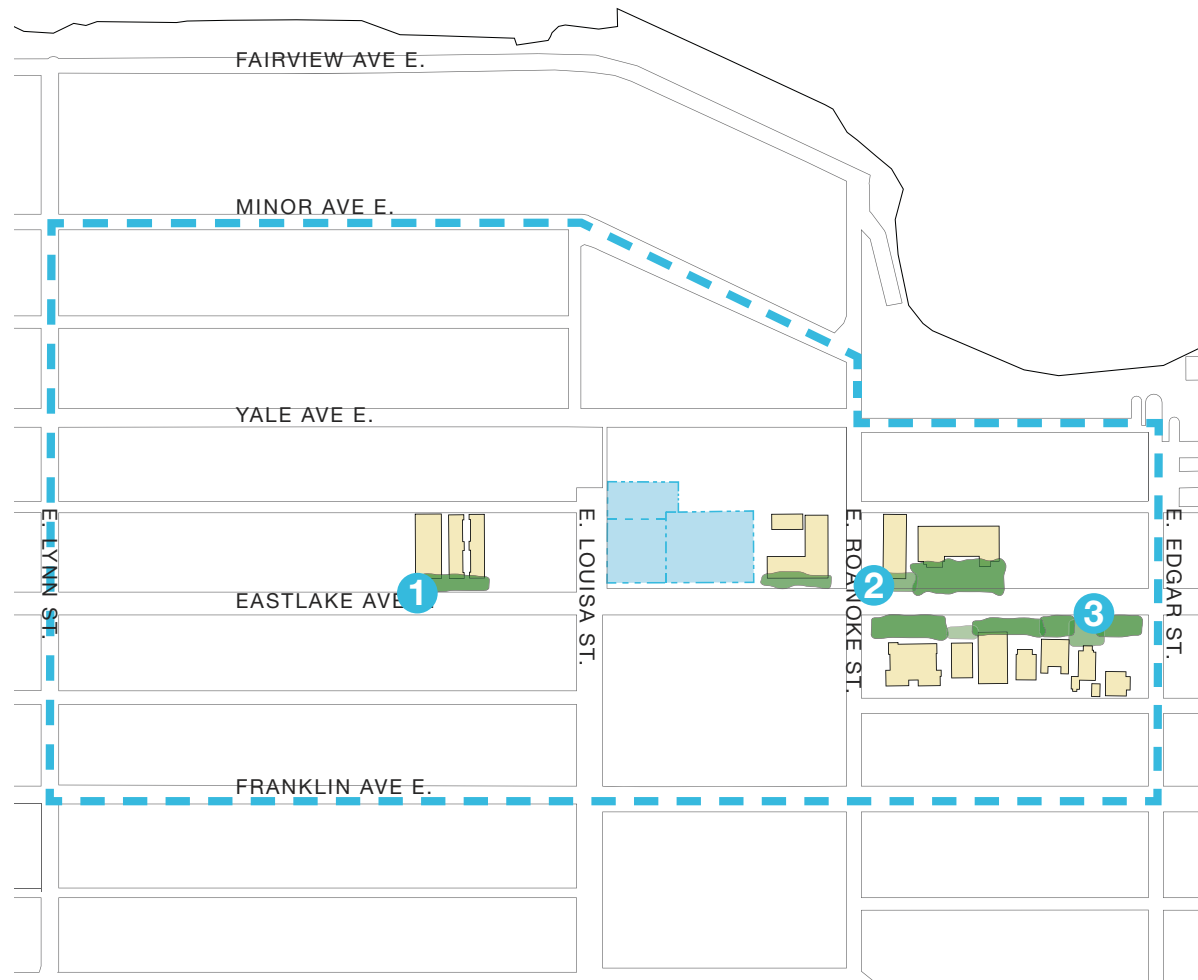 FAIRVIEW AVE E.
MINOR AVE E.
YALE AVE E.
E. LYNN ST.
E. LOUISA ST.
E. ROANOKE ST.
E. EDGAR ST.
1
2
EASTLAKE AVE
3
FRANKLIN AVE E.